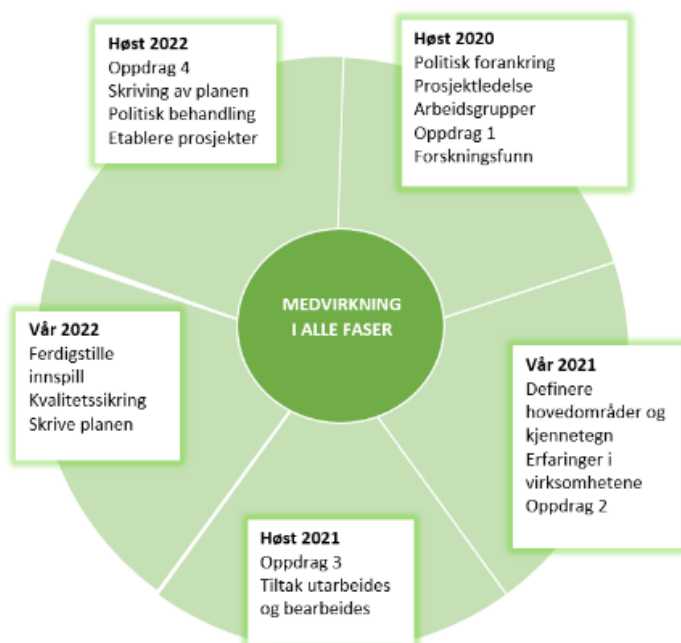 Høst 2022
Oppdrag 4
Skriving av planen
Politisk behandling
Etablere prosjekter
Høst 2020
Politisk forankring
Prosjektledelse
Arbeidsgrupper
Oppdrag 1
Forskningsfunn
MEDVIRKNING
I ALLE FASER
Vår 2022
Ferdigstille
innspill
Kvalitetssikring
Skrive planen
Vår 2021
Definere
hovedområder og
kjennetegn
Erfaringer i
virksomhetene
Oppdrag 2
Høst 2021
Oppdrag 3
Tiltak utarbeides
og bearbeides